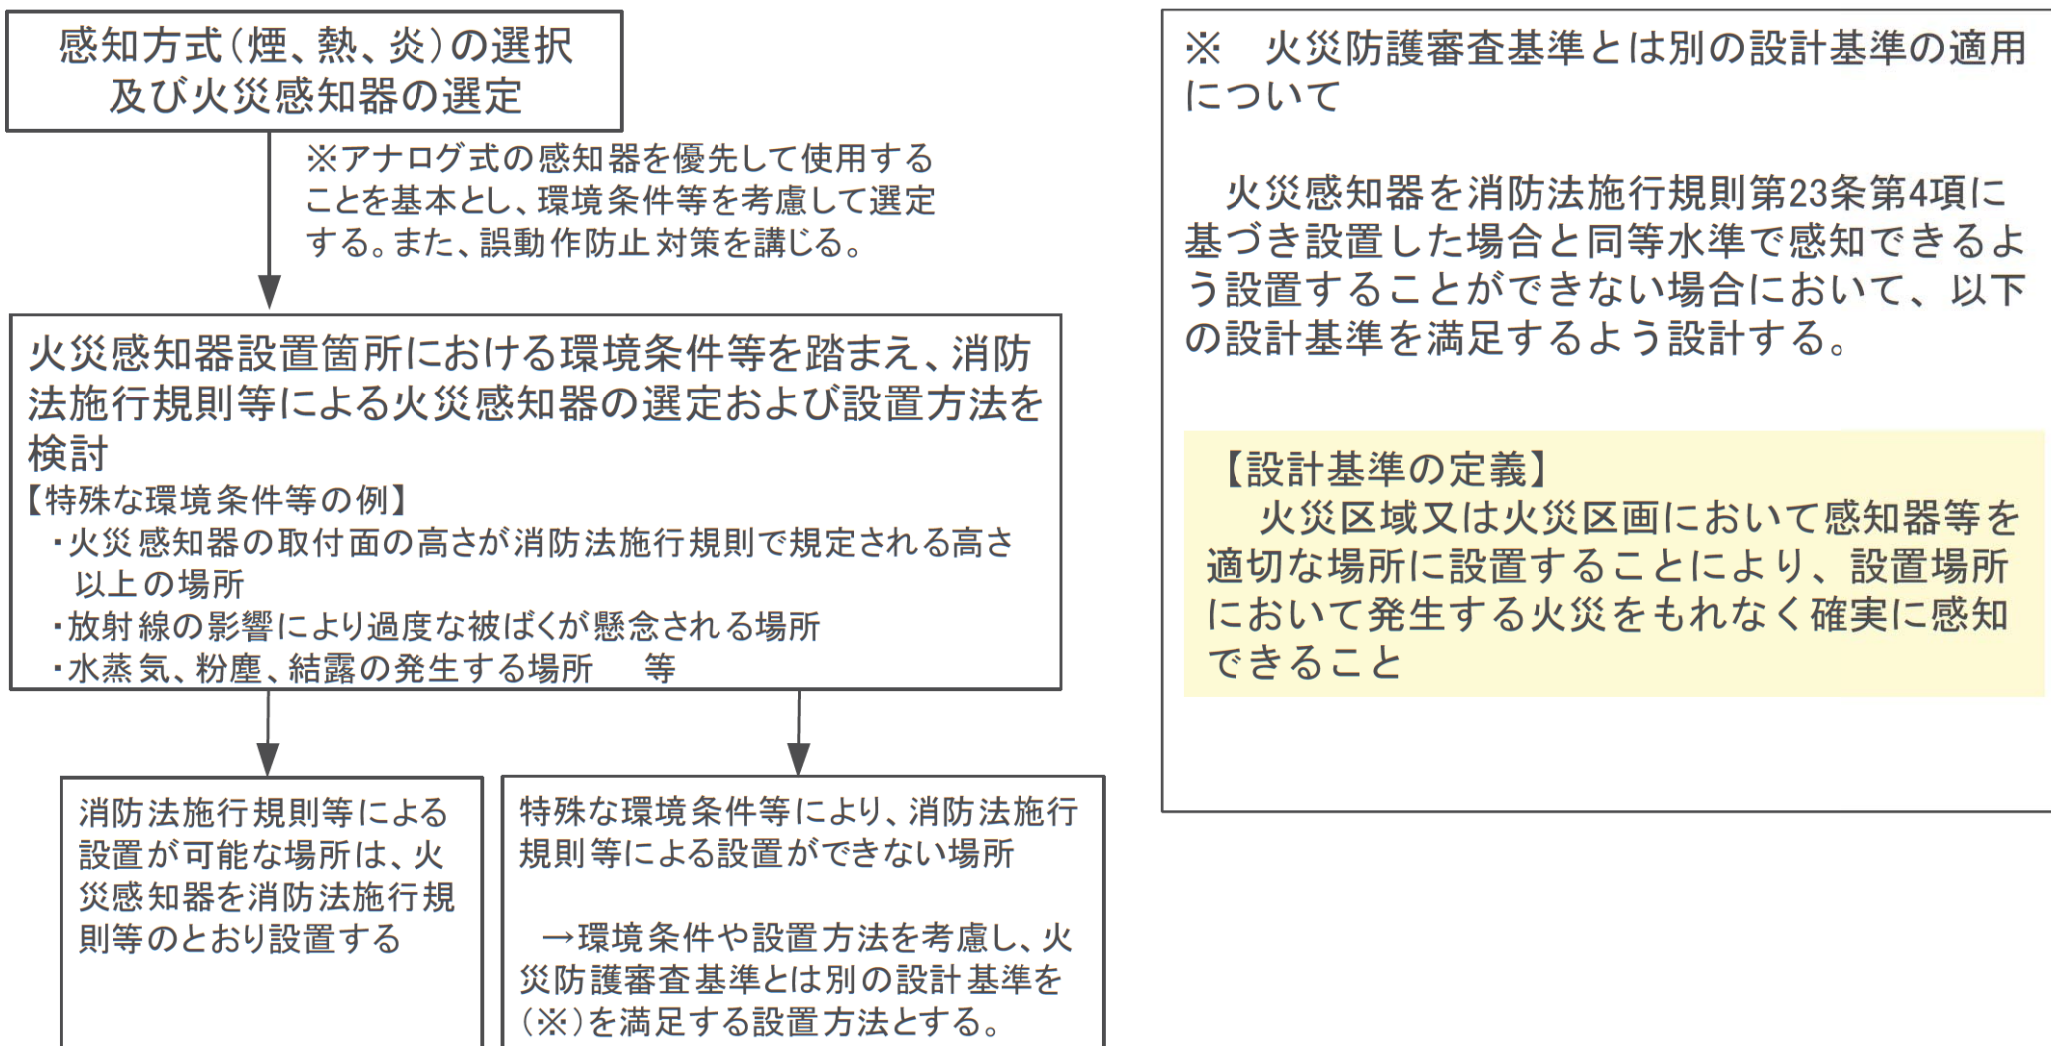 感知方式(煙、熱、炎)の選択
及び火災感知器の選定
※アナログ式の感知器を優先して使用する
ことを基本とし、環境条件等を考慮して選定
する。また、誤動作防止対策を講じる。
火災感知器設置箇所における環境条件等を踏まえ、消防
法施行規則等による火災感知器の選定および設置方法を
検討
【特殊な環境条件等の例】
・火災感知器の取付面の高さが消防法施行規則で規定される高さ
以上の場所
・放射線の影響により過度な被ばくが懸念される場所
・水蒸気、粉塵、結露の発生する場所　等
消防法施行規則等による
設置が可能な場所は、火
災感知器を消防法施行規
則等のとおり設置する
特殊な環境条件等により、消防法施行
規則等による設置ができない場所
→環境条件や設置方法を考慮し、火
災防護審査基準とは別の設計基準を
(※)を満足する設置方法とする。
※　火災防護審査基準とは別の設計基準の適用
について
火災感知器を消防法施行規則第23条第4項に
基づき設置した場合と同等水準で感知できるよ
う設置することができない場合において、以下
の設計基準を満足するよう設計する。
【設計基準の定義】
火災区域又は火災区画において感知器等を
適切な場所に設置することにより、設置場所
において発生する火災をもれなく確実に感知
できること